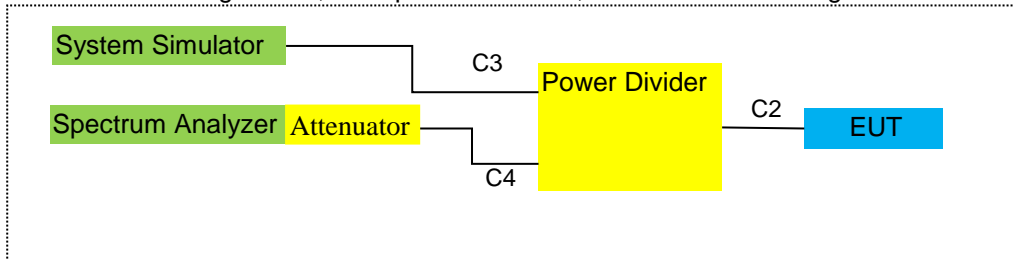 System Simulator
C3
Power Divider
C2
Spectrum Analyzer
Attenuator
EUT
C4